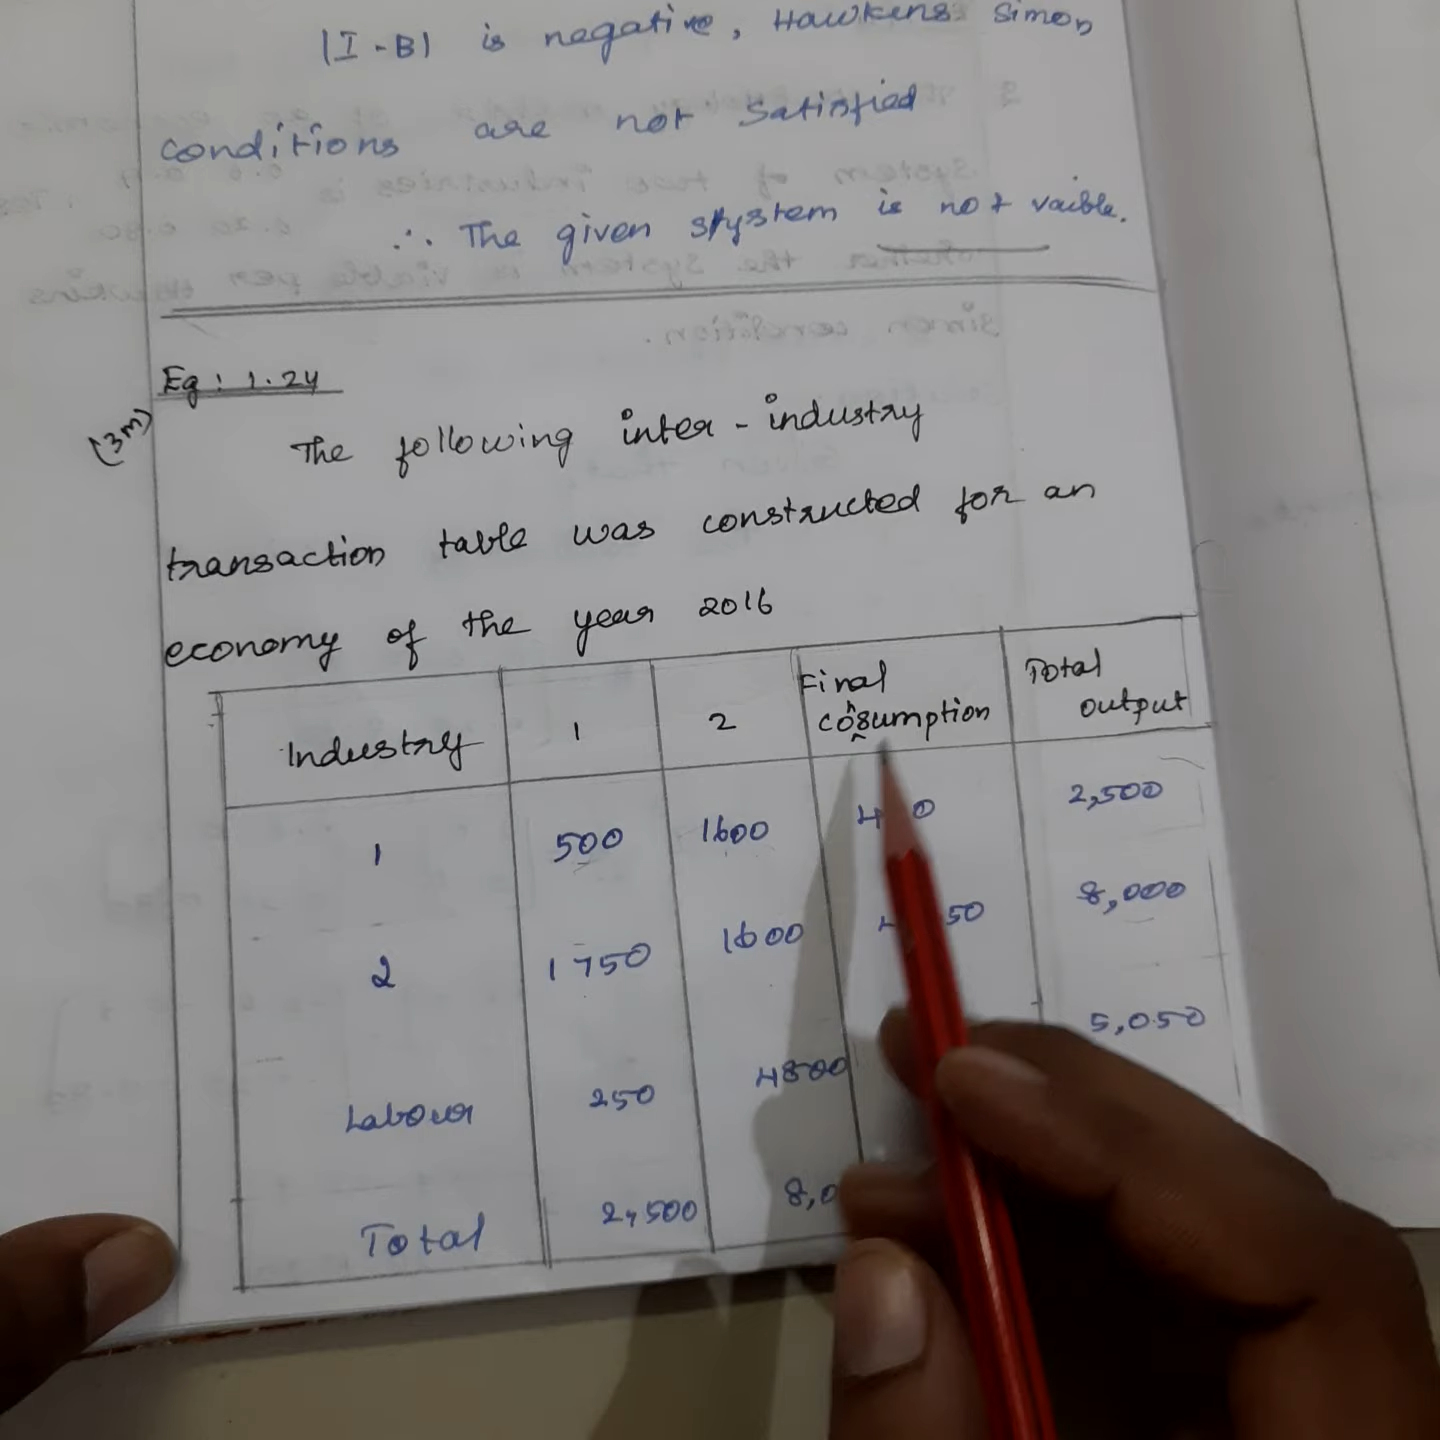 |I-B| is negative, Hawkins Simon
conditions are not Satisfied
∴ The given system is not vaible.
Eg: 1.24
(3m)
The following inter-industry
transaction table was constructed for an
economy of the year 2016
Industry 1 2 Final consumption Total output
1 500 1600 2,500
2 1750 1600 8,000
Labour 250 4800 5,050
Total 2,500